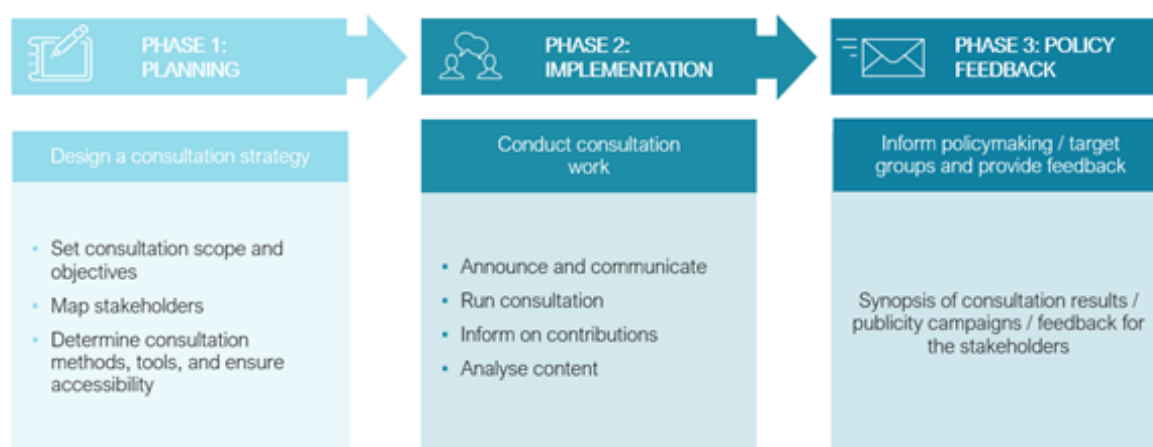 PHASE 1:
PLANNING
PHASE 2:
IMPLEMENTATION
PHASE 3: POLICY
FEEDBACK
Design a consultation strategy
• Set consultation scope and
objectives
• Map stakeholders
• Determine consultation
methods, tools, and ensure
accessibility
Conduct consultation
work
• Announce and communicate
• Run consultation
• Inform on contributions
• Analyse content
Inform policymaking / target
groups and provide feedback
Synopsis of consultation results /
publicity campaigns / feedback for
the stakeholders